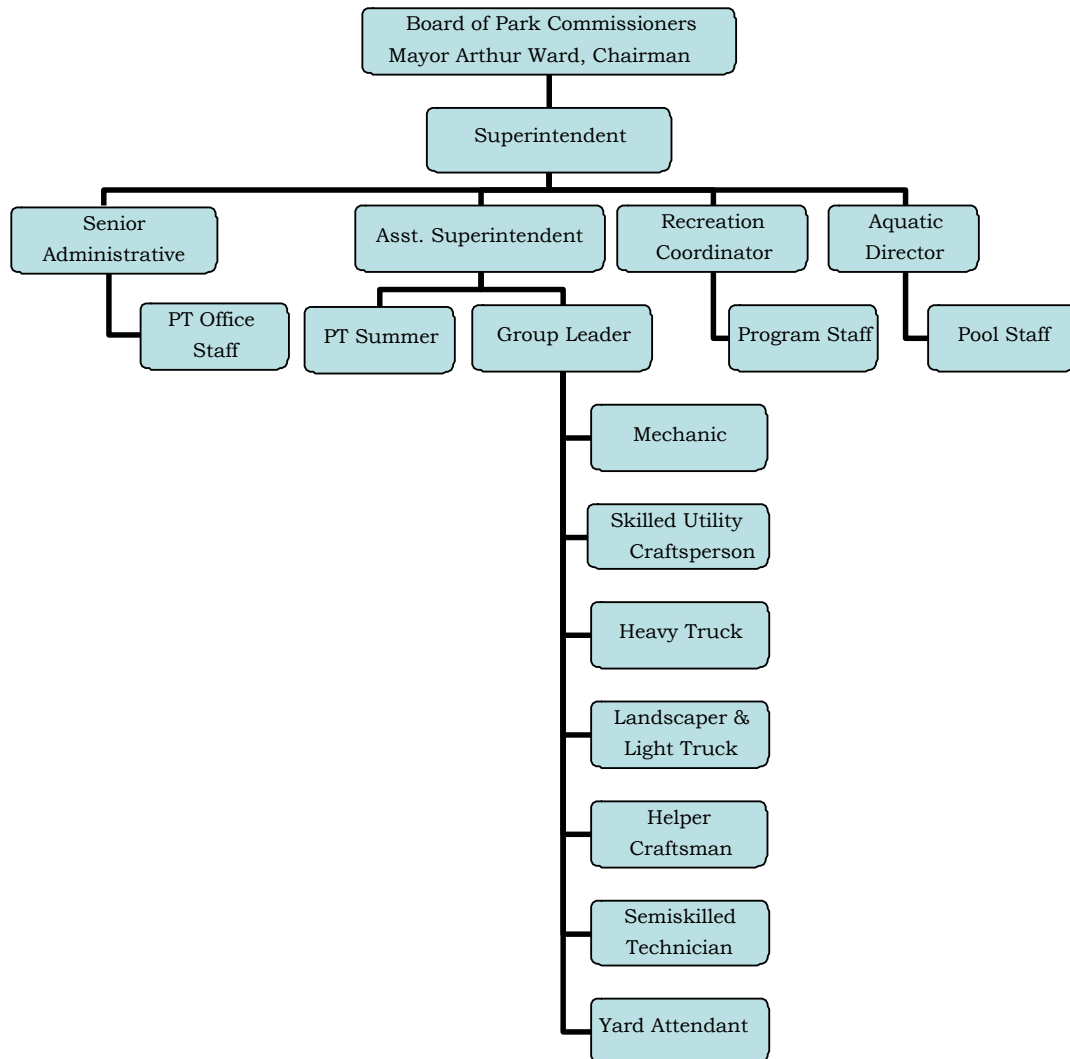 Board of Park Commissioners
Mayor Arthur Ward, Chairman
Superintendent
Senior
Administrative
Asst. Superintendent
Recreation
Coordinator
Aquatic
Director
PT Office
Staff
PT Summer
Group Leader
Program Staff
Pool Staff
Mechanic
Skilled Utility
Craftsperson
Heavy Truck
Landscaper &
Light Truck
Helper
Craftsman
Semiskilled
Technician
Yard Attendant